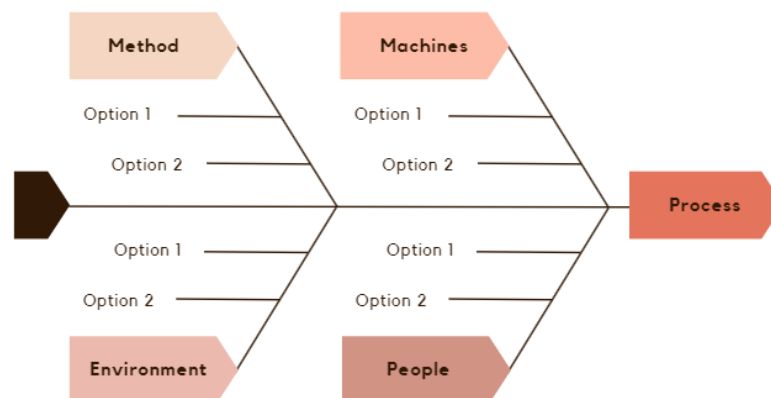 Method
Machines
Option 1
Option 1
Option 2
Option 2
Process
Option 1
Option 1
Option 2
Option 2
Environment
People